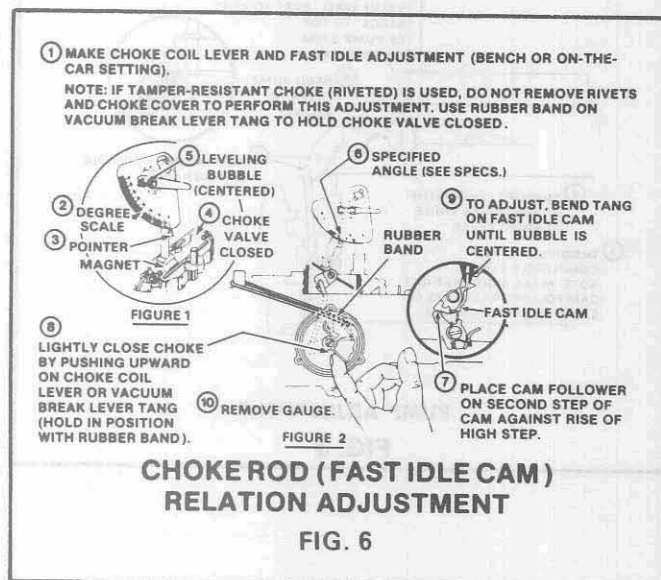 ① MAKE CHOKE COIL LEVER AND FAST IDLE ADJUSTMENT (BENCH OR ON-THE-
CAR SETTING).
NOTE: IF TAMPER-RESISTANT CHOKE (RIVETED) IS USED, DO NOT REMOVE RIVETS
AND CHOKE COVER TO PERFORM THIS ADJUSTMENT. USE RUBBER BAND ON
VACUUM BREAK LEVER TANG TO HOLD CHOKE VALVE CLOSED.
⑤ LEVELING
BUBBLE
(CENTERED)
② DEGREE
SCALE
③ POINTER
MAGNET
④ CHOKE
VALVE
CLOSED
FIGURE 1
⑥ SPECIFIED
ANGLE (SEE SPECS.)
RUBBER
BAND
⑨ TO ADJUST, BEND TANG
ON FAST IDLE CAM
UNTIL BUBBLE IS
CENTERED.
FAST IDLE CAM
⑧
LIGHTLY CLOSE CHOKE
BY PUSHING UPWARD
ON CHOKE COIL
LEVER OR VACUUM
BREAK LEVER TANG
(HOLD IN POSITION
WITH RUBBER BAND).
⑩ REMOVE GAUGE
FIGURE 2
⑦ PLACE CAM FOLLOWER
ON SECOND STEP OF
CAM AGAINST RISE OF
HIGH STEP.
CHOKE ROD (FAST IDLE CAM)
RELATION ADJUSTMENT
FIG. 6